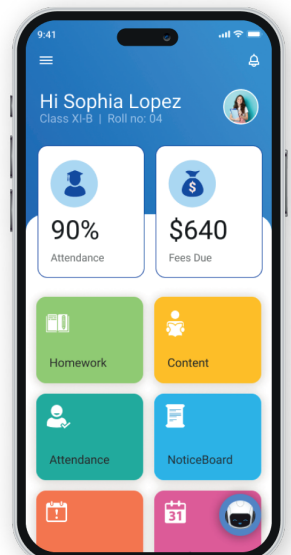 9:41
Hi Sophia Lopez
Class XI-B | Roll no: 04
90%
$640
Attendance
Fees Due
Homework
Content
Attendance
NoticeBoard
31